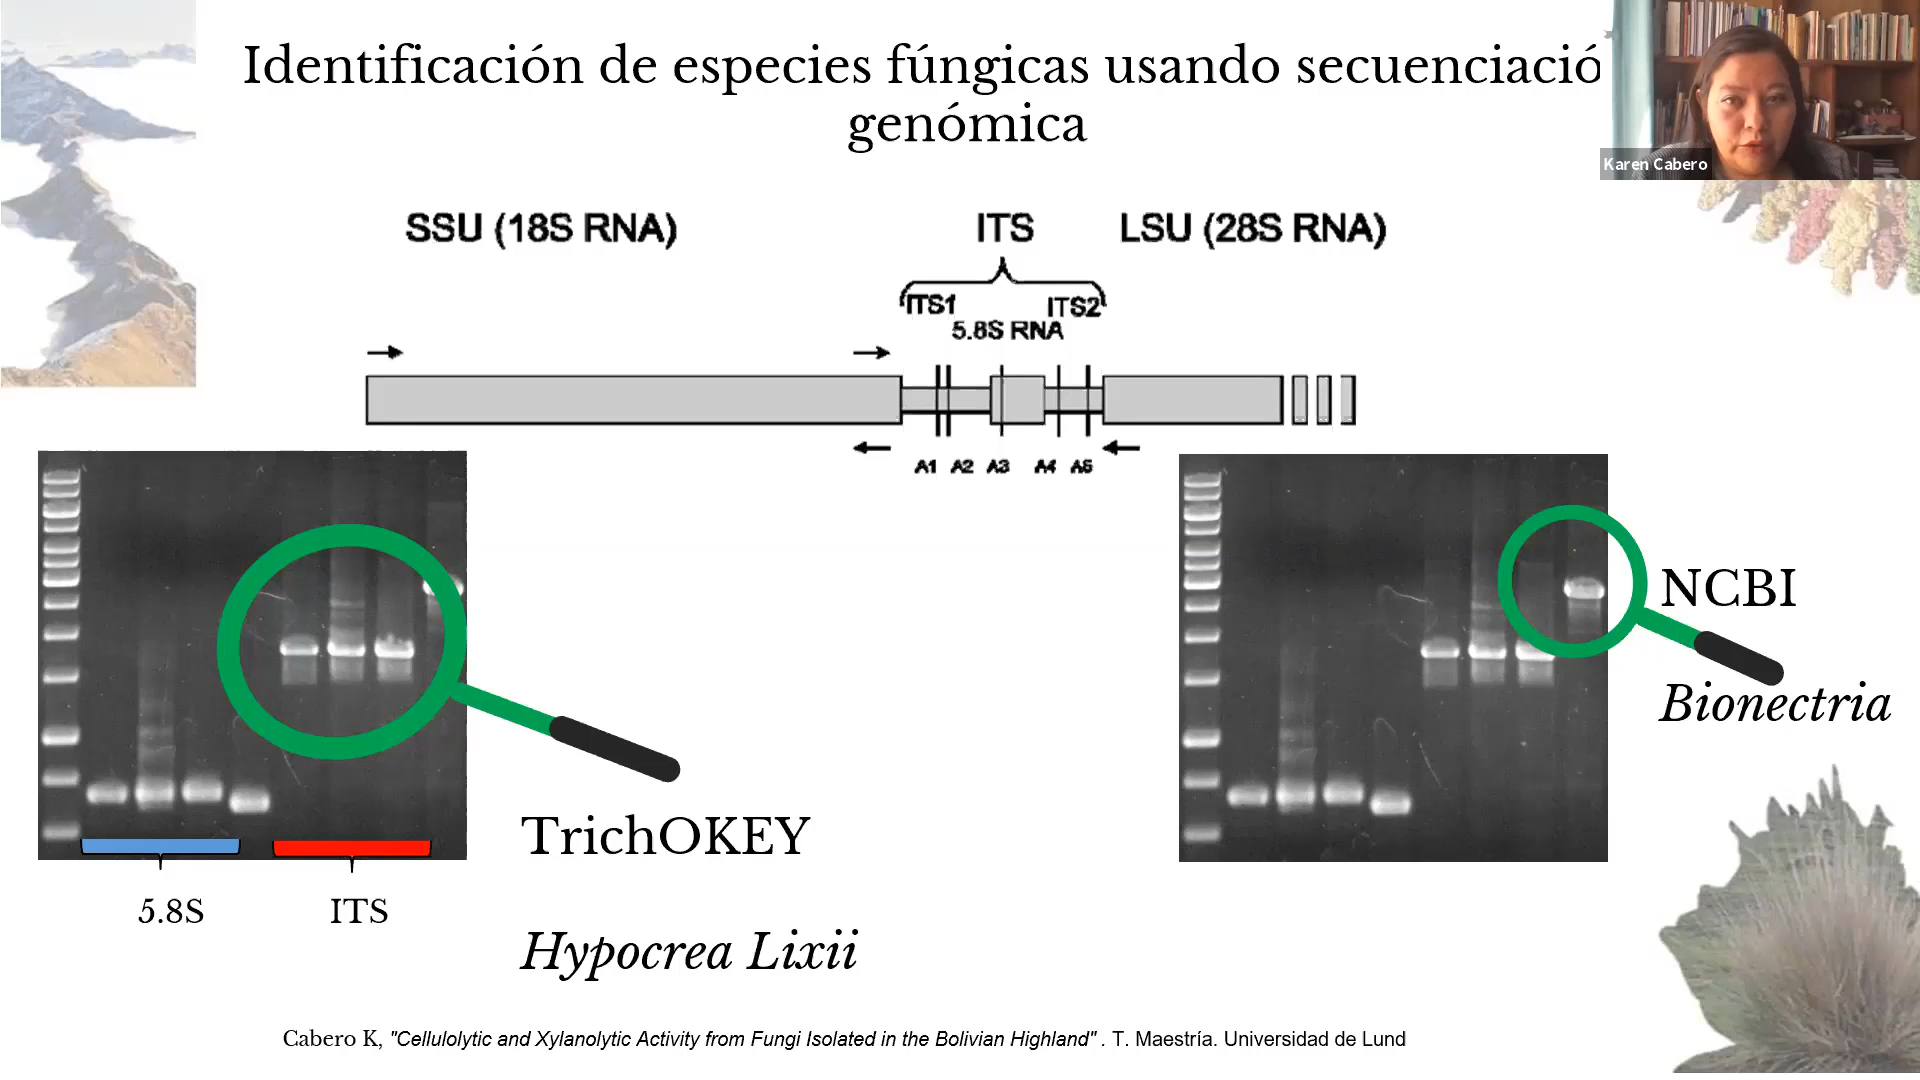 Identificación de especies fúngicas usando secuenciació
genómica
Karen Cabero
SSU (18S RNA)
ITS
LSU (28S RNA)
ITS1
ITS2
5.8S RNA
A1 A2 A3 A4 A5
NCBI
Bionectria
TrichOKEY
5.8S
ITS
Hypocrea Lixii
Cabero K, "Cellulolytic and Xylanolytic Activity from Fungi Isolated in the Bolivian Highland" . T. Maestría. Universidad de Lund